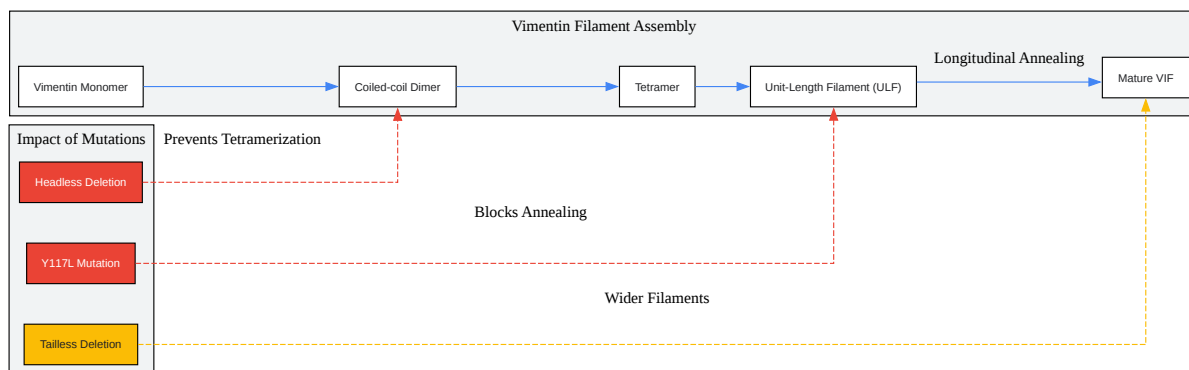 Vimentin Filament Assembly
Longitudinal Annealing
Vimentin Monomer
Coiled-coil Dimer
Tetramer
Unit-Length Filament (ULF)
Mature VIF
Impact of Mutations
Prevents Tetramerization
Headless Deletion
Blocks Annealing
Y117L Mutation
Wider Filaments
Tailless Deletion